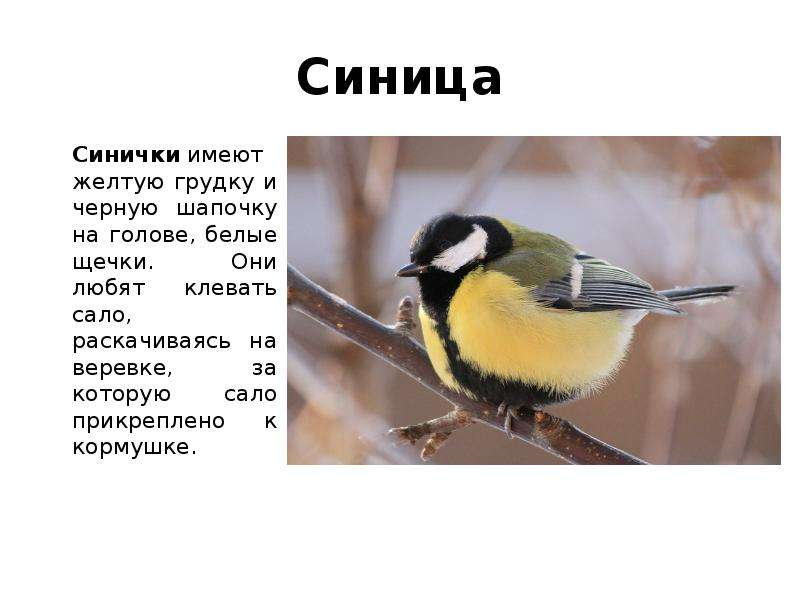 Синица
Синички имеют
желтую грудку и
черную шапочку
на голове, белые
щечки. Они
любят клевать
сало,
раскачиваясь на
веревке, за
которую сало
прикреплено к
кормушке.